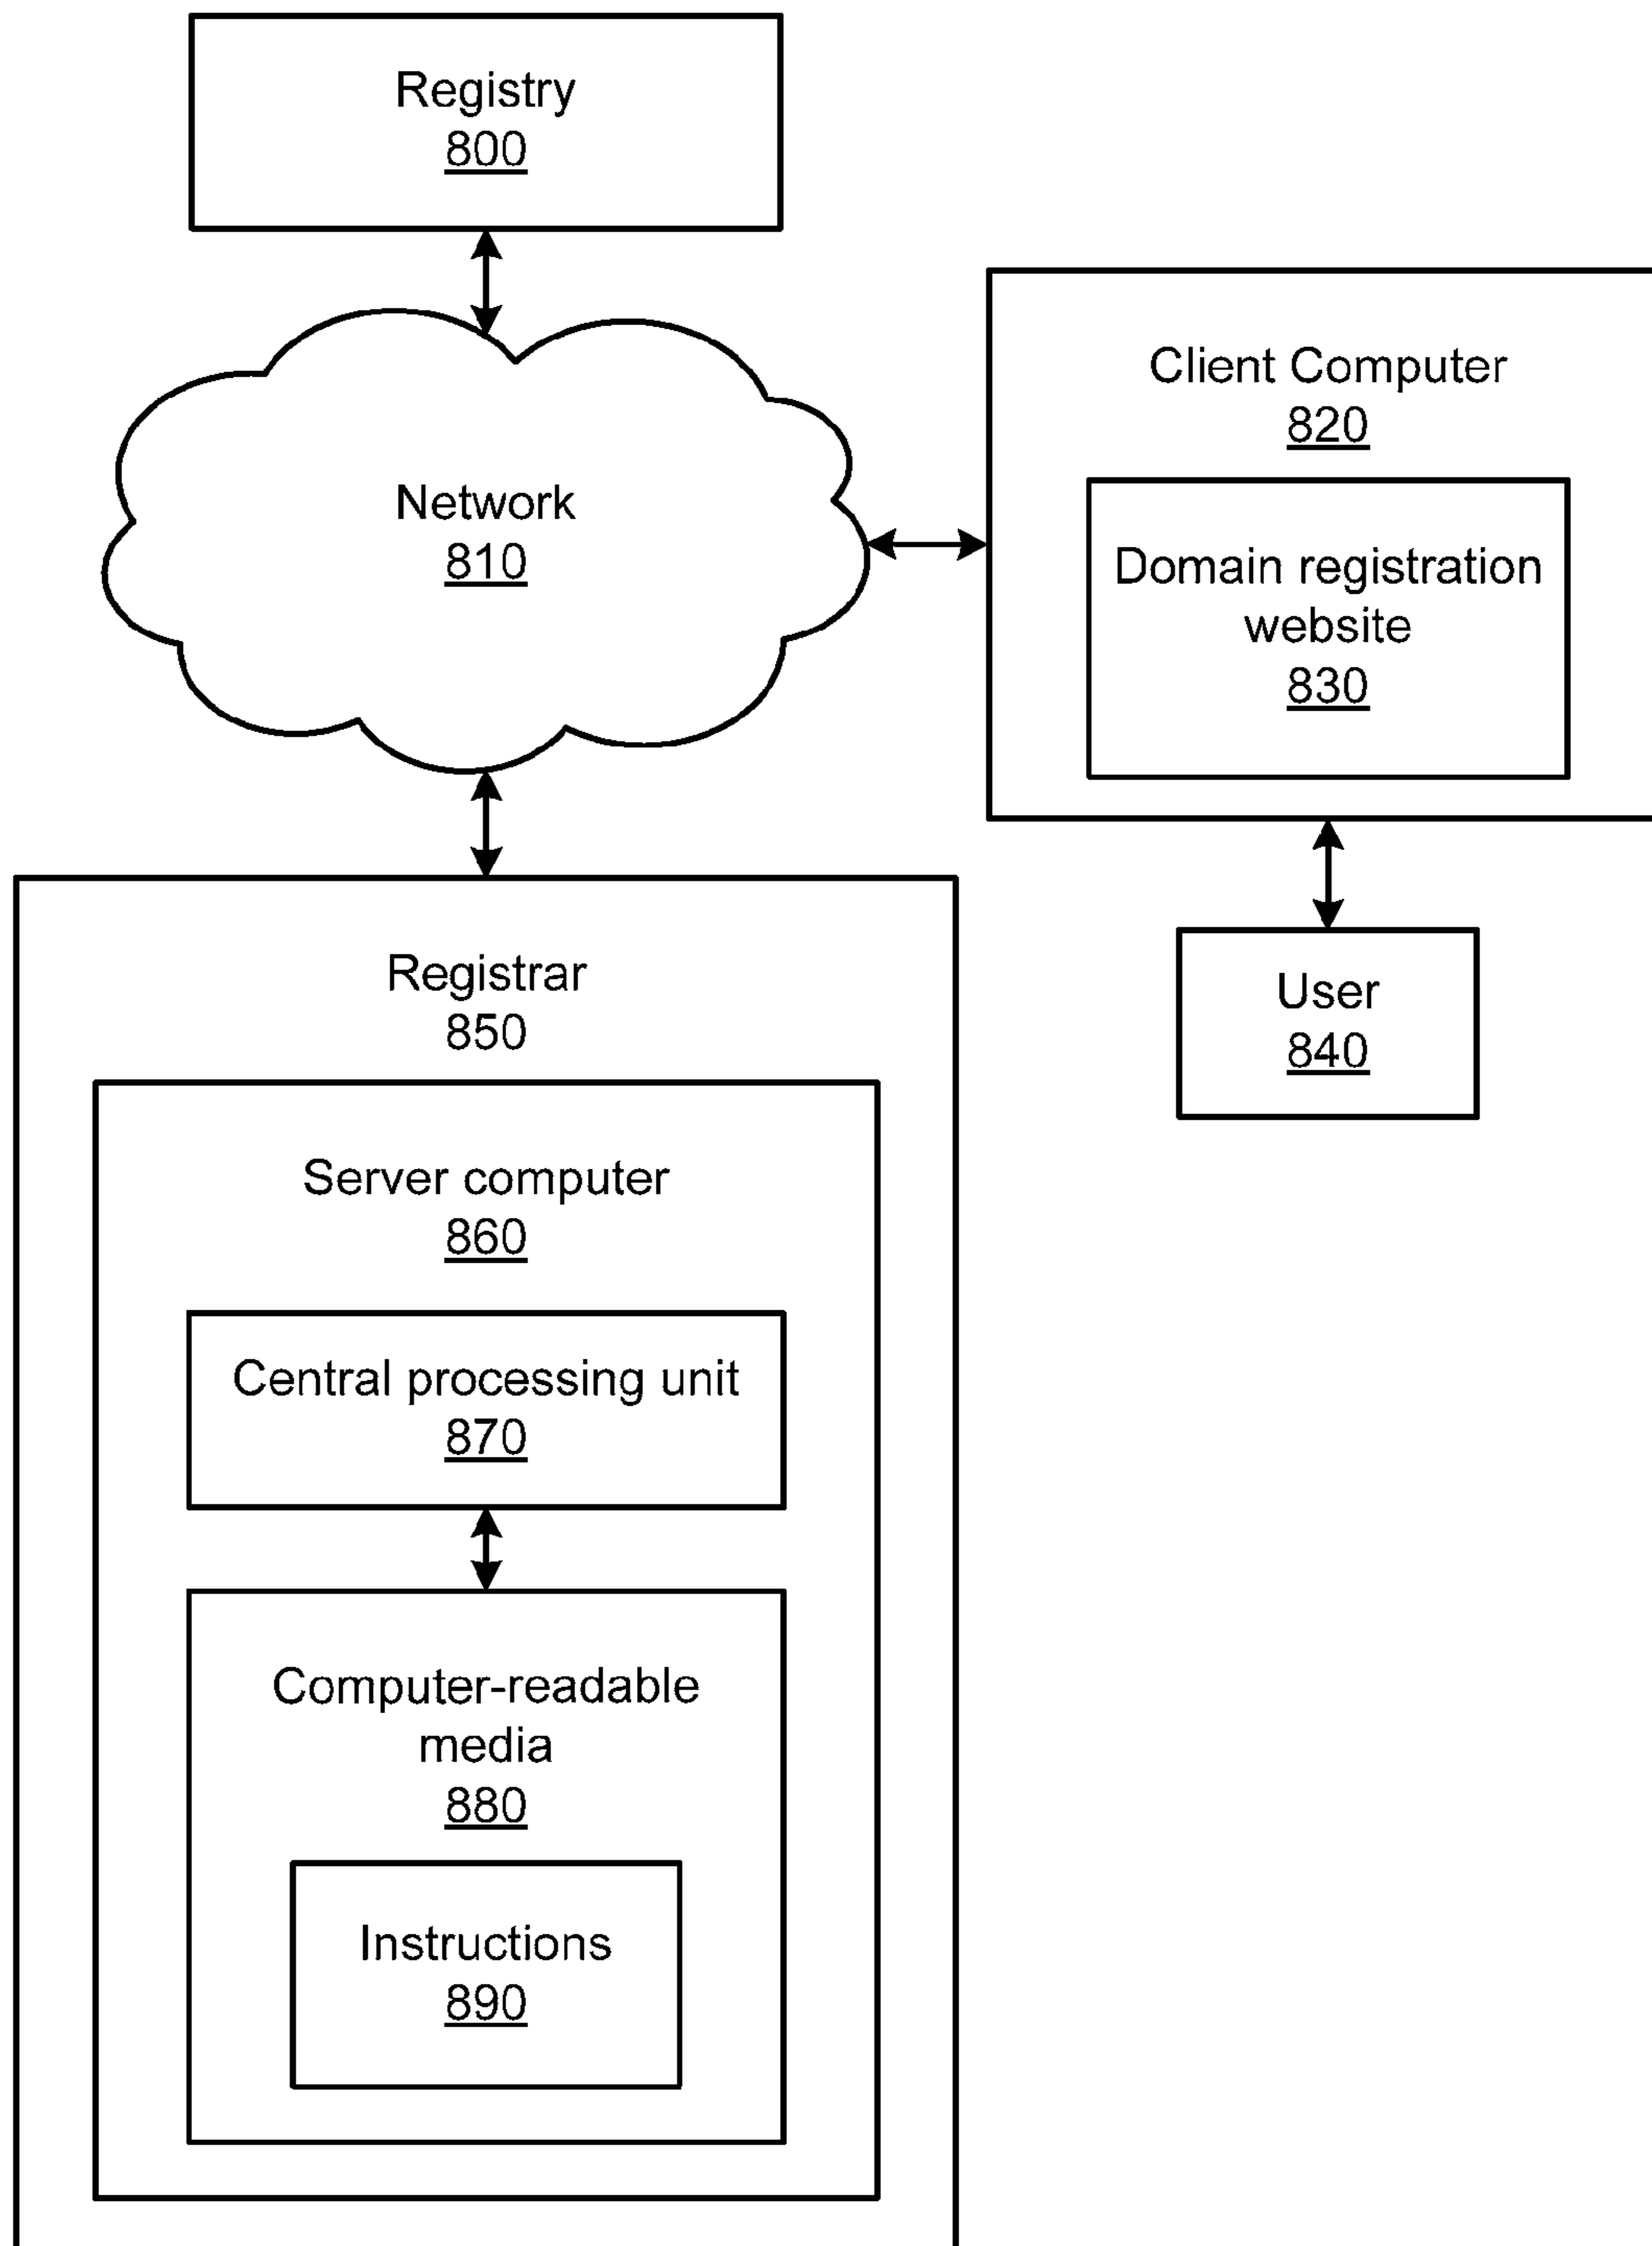 Registry
800
Network
810
Client Computer
820
Domain registration
website
830
User
840
Registrar
850
Server computer
860
Central processing unit
870
Computer-readable
media
880
Instructions
890